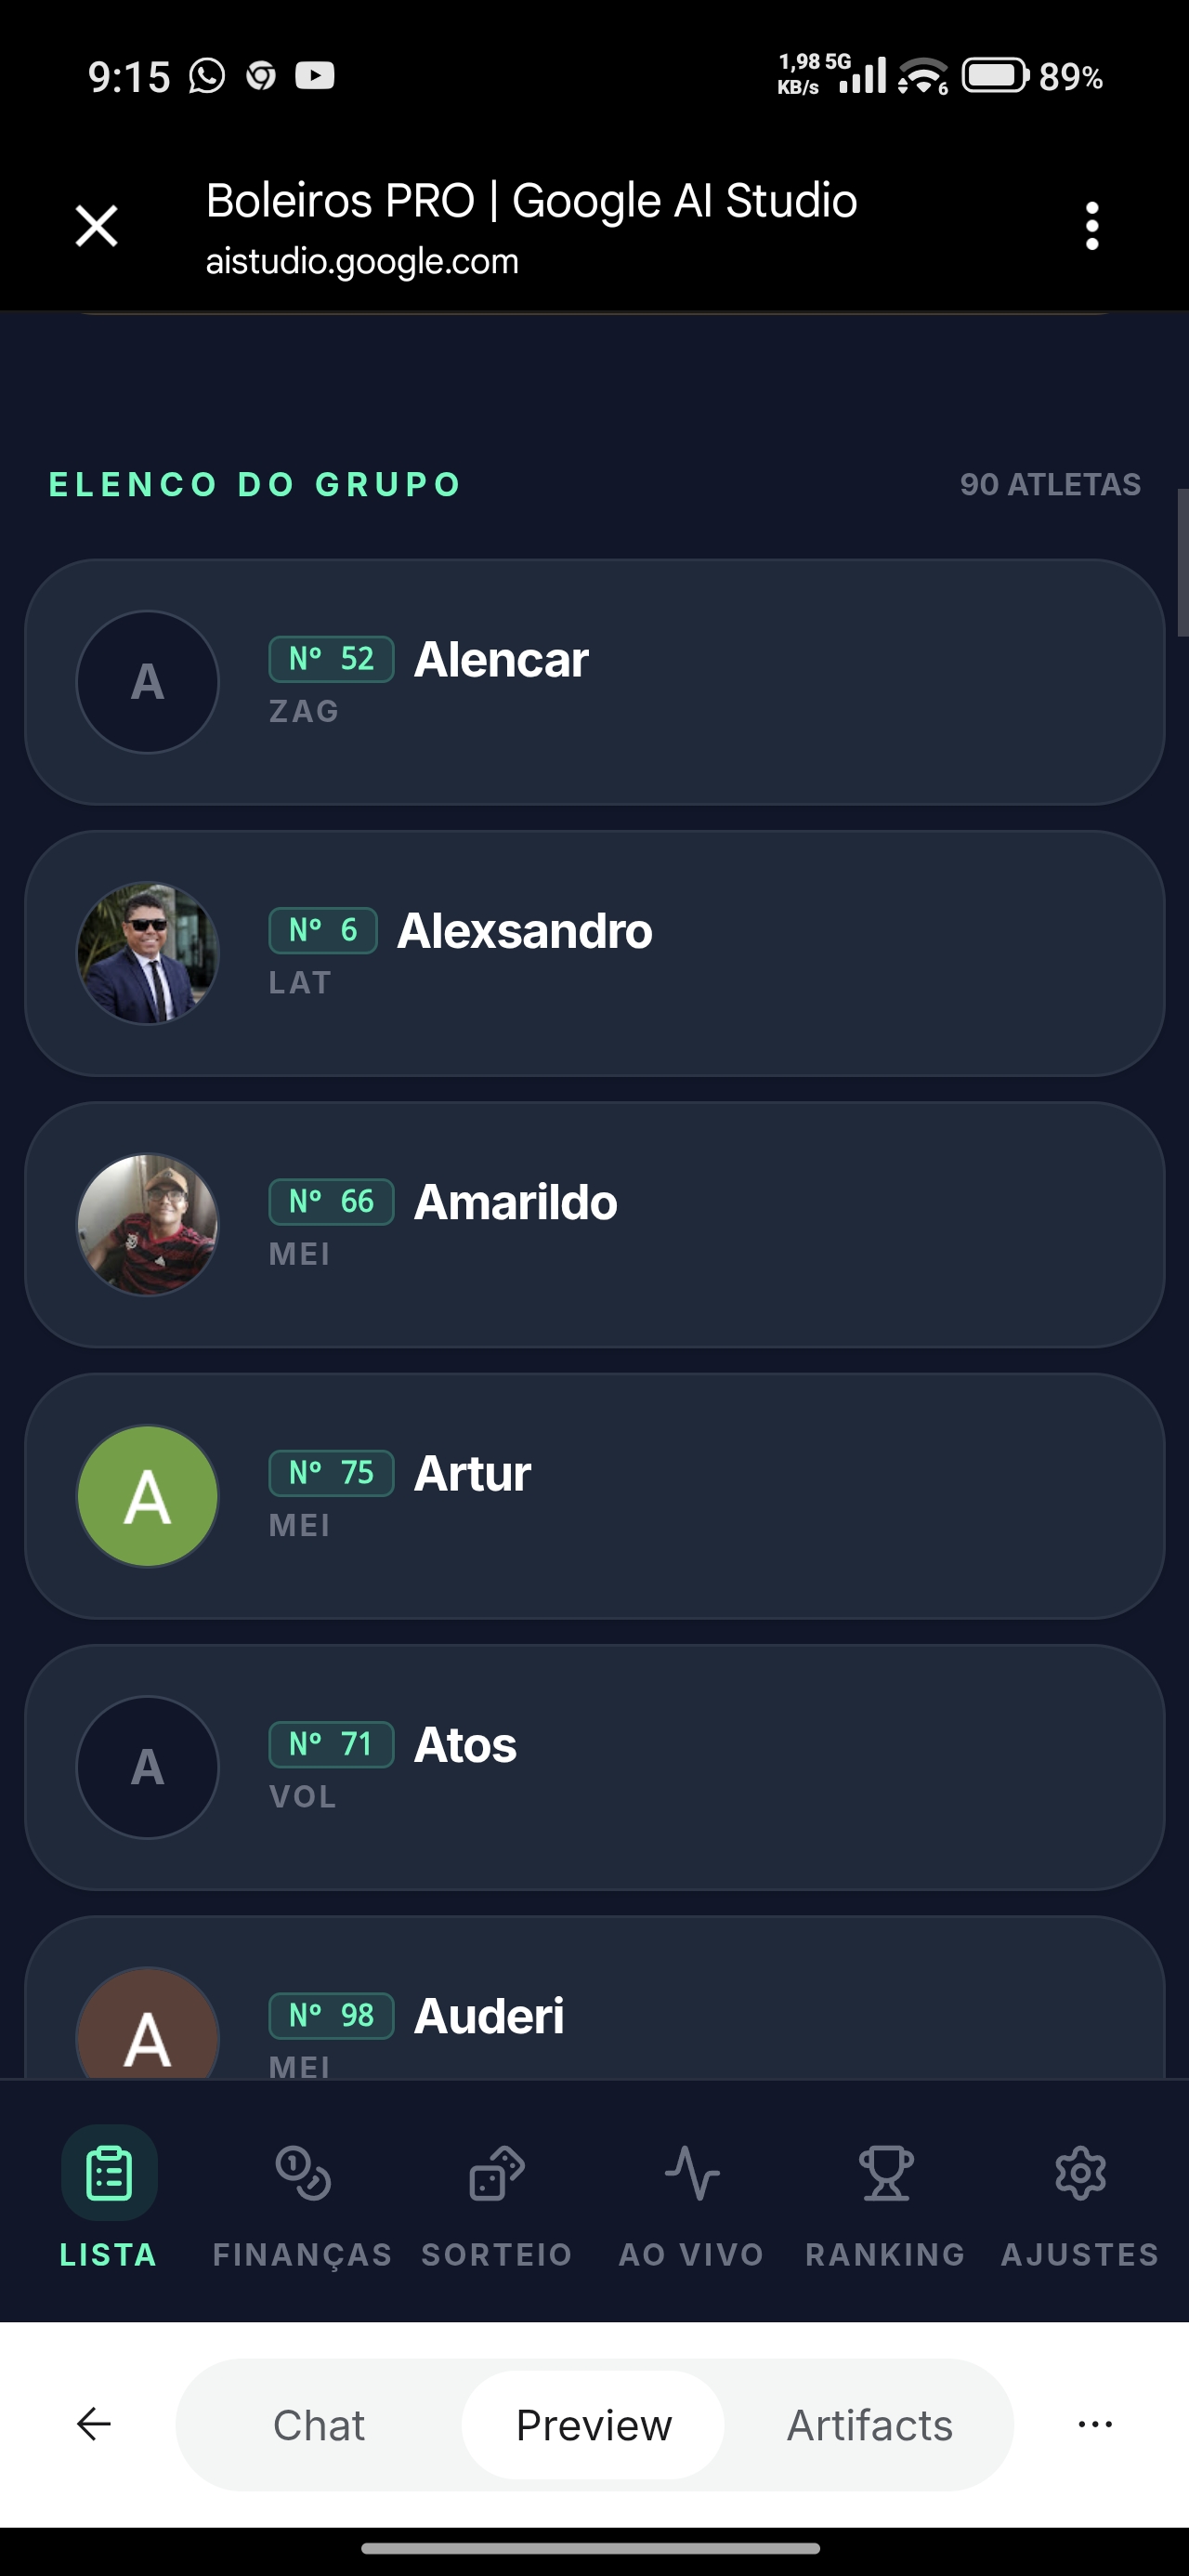 9:15
1,98 5G
KB/s
6
89%
Boleiros PRO | Google AI Studio
aistudio.google.com
ELENCO DO GRUPO
90 ATLETAS
A
Nº 52 Alencar
ZAG
Nº 6 Alexsandro
LAT
Nº 66 Amarildo
MEI
A
Nº 75 Artur
MEI
A
Nº 71 Atos
VOL
A
Nº 98 Auderi
MEI
LISTA
FINANÇAS
SORTEIO
AO VIVO
RANKING
AJUSTES
Chat
Preview
Artifacts